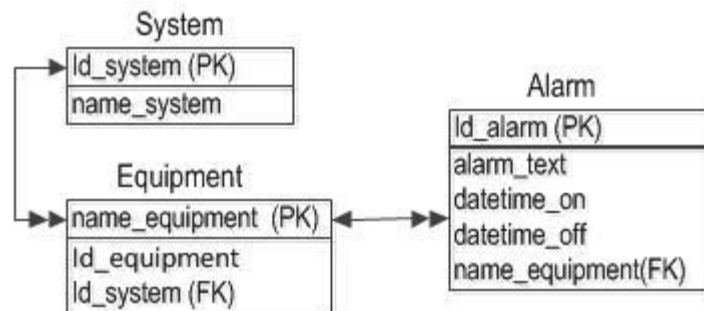 System
Id_system (PK)
name_system
Equipment
name_equipment (PK)
Id_equipment
Id_system (FK)
Alarm
Id_alarm (PK)
alarm_text
datetime_on
datetime_off
name_equipment(FK)